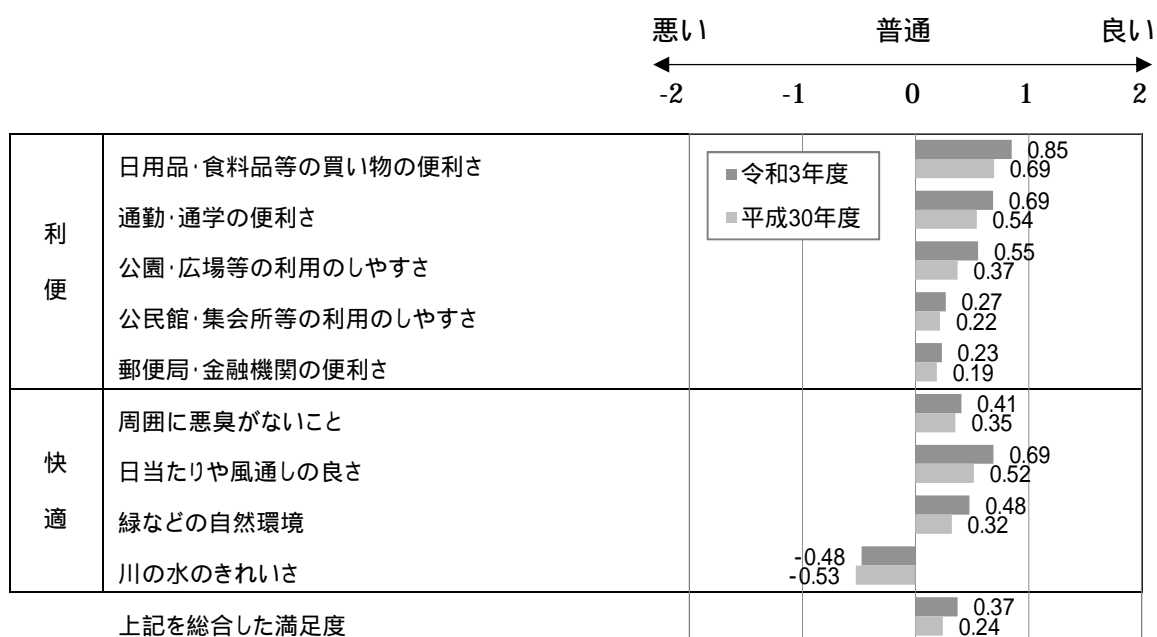 悪い 普通 良い
-2 -1 0 1 2
■令和3年度
■平成30年度
利便
日用品・食料品等の買い物の便利さ 0.85 0.69
通勤・通学の便利さ 0.69 0.54
公園・広場等の利用のしやすさ 0.55 0.37
公民館・集会所等の利用のしやすさ 0.27 0.22
郵便局・金融機関の便利さ 0.23 0.19
快適
周囲に悪臭がないこと 0.41 0.35
日当たりや風通しの良さ 0.69 0.52
緑などの自然環境 0.48 0.32
川の水のきれいさ -0.48 -0.53
上記を総合した満足度 0.37 0.24